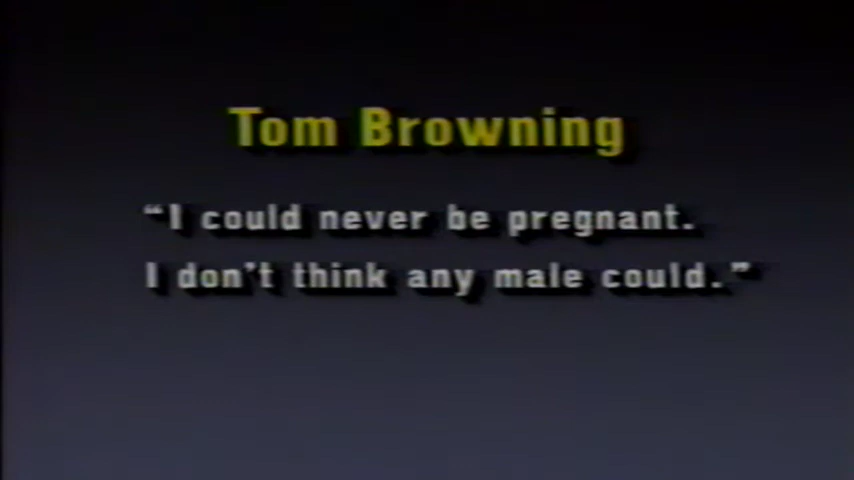 Tom Browning
“I could never be pregnant.
I don't think any male could.”